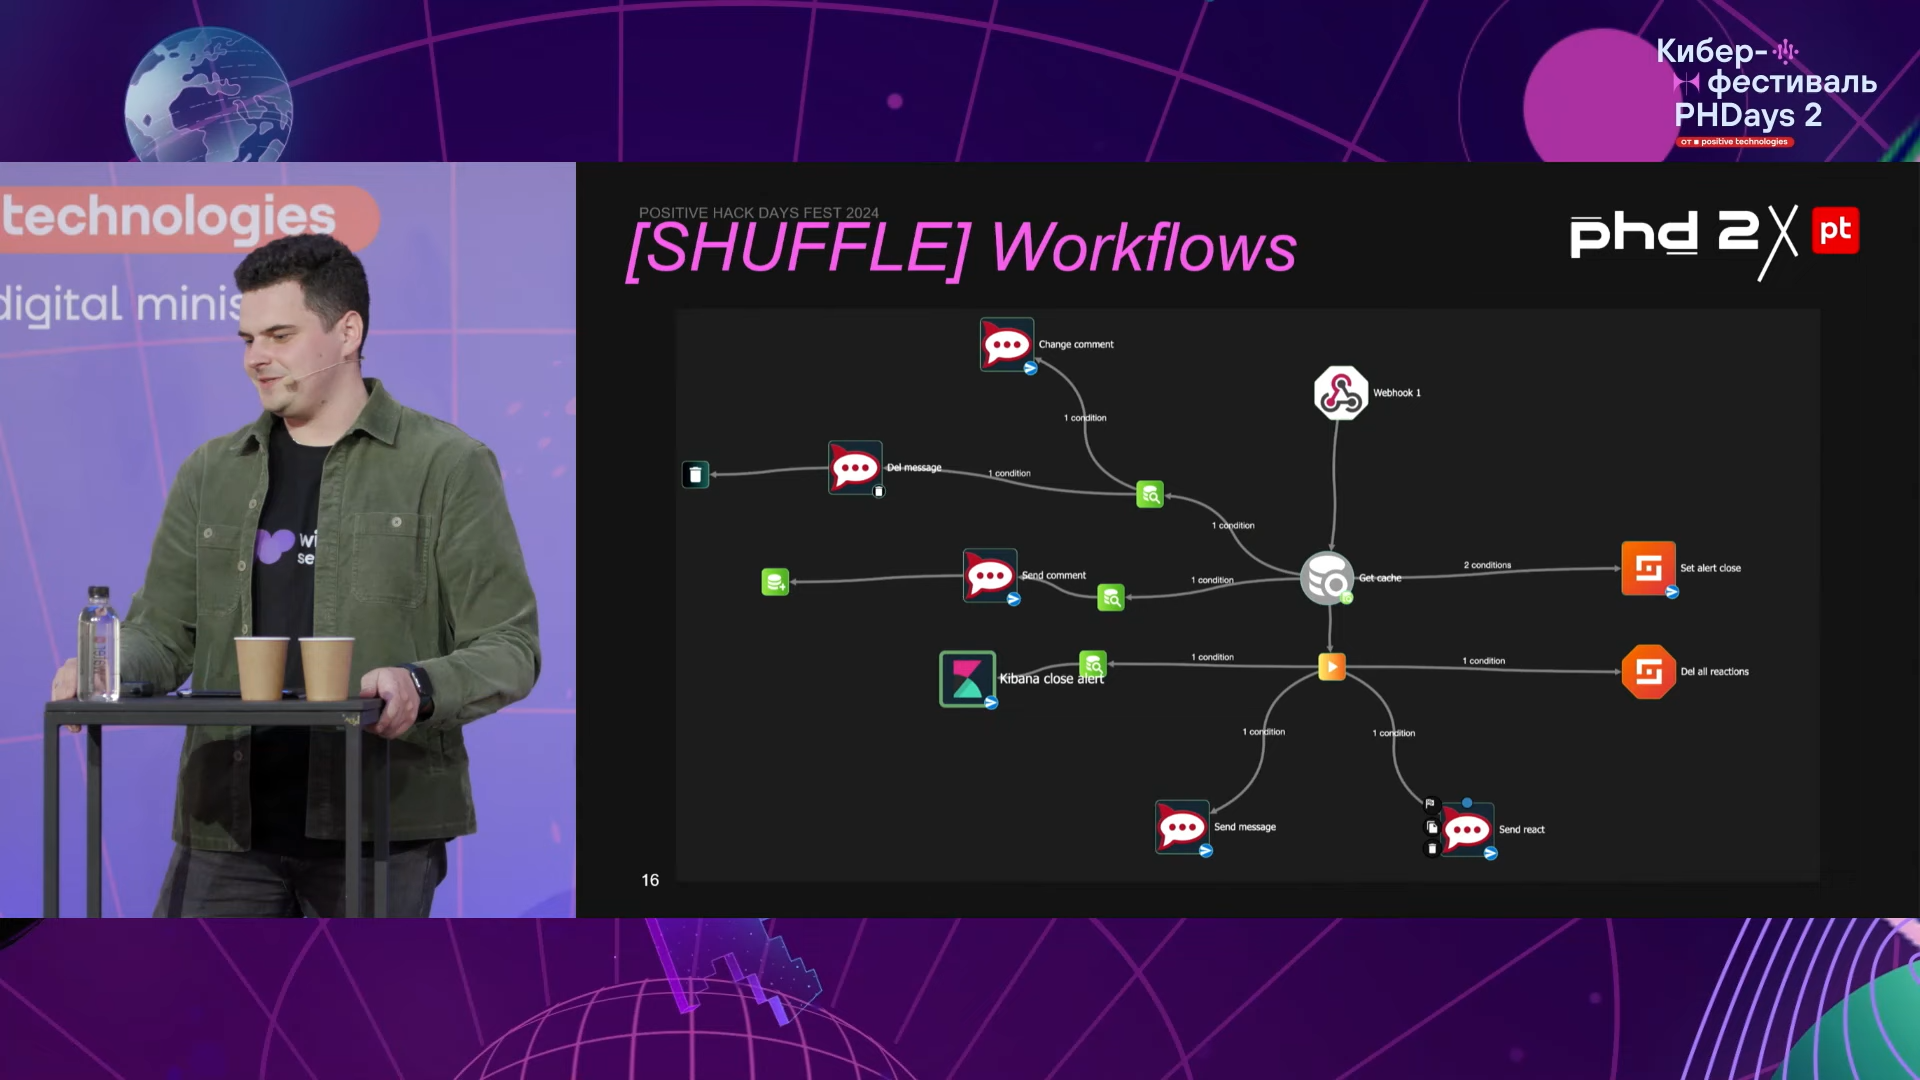 Кибер-
фестиваль
PHDays 2
от positive technologies
technologies
digital minis
wi
se
POSITIVE HACK DAYS FEST 2024
[SHUFFLE] Workflows
phd 2
pt
Change comment
Webhook 1
1 condition
Del message
1 condition
1 condition
Send comment
1 condition
Get cache
2 conditions
Set alert close
Kibana close alert
1 condition
1 condition
Del all reactions
1 condition
1 condition
Send message
Send react
16